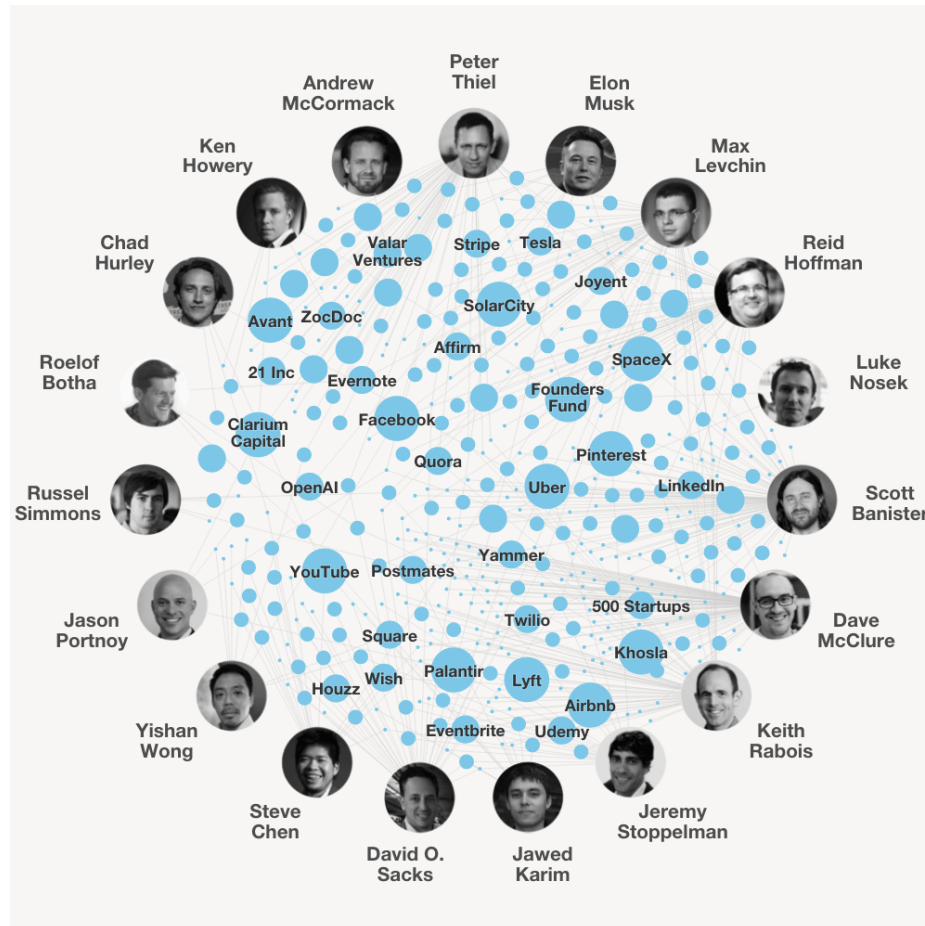 Peter
Thiel
Andrew
McCormack
Elon
Musk
Ken
Howery
Max
Levchin
Chad
Hurley
Reid
Hoffman
Valar
Ventures
Stripe
Tesla
Joyent
SolarCity
Avant
ZocDoc
Affirm
SpaceX
Roelof
Botha
Luke
Nosek
21 Inc
Evernote
Founders
Fund
Facebook
Clarium
Capital
Pinterest
Quora
Russel
Simmons
OpenAI
Uber
LinkedIn
Scott
Banister
Yammer
YouTube
Postmates
Jason
Portnoy
500 Startups
Twilio
Dave
McClure
Square
Khosla
Palantir
Wish
Lyft
Houzz
Airbnb
Yishan
Wong
Eventbrite
Udemy
Keith
Rabois
Steve
Chen
Jeremy
Stoppelman
David O.
Sacks
Jawed
Karim